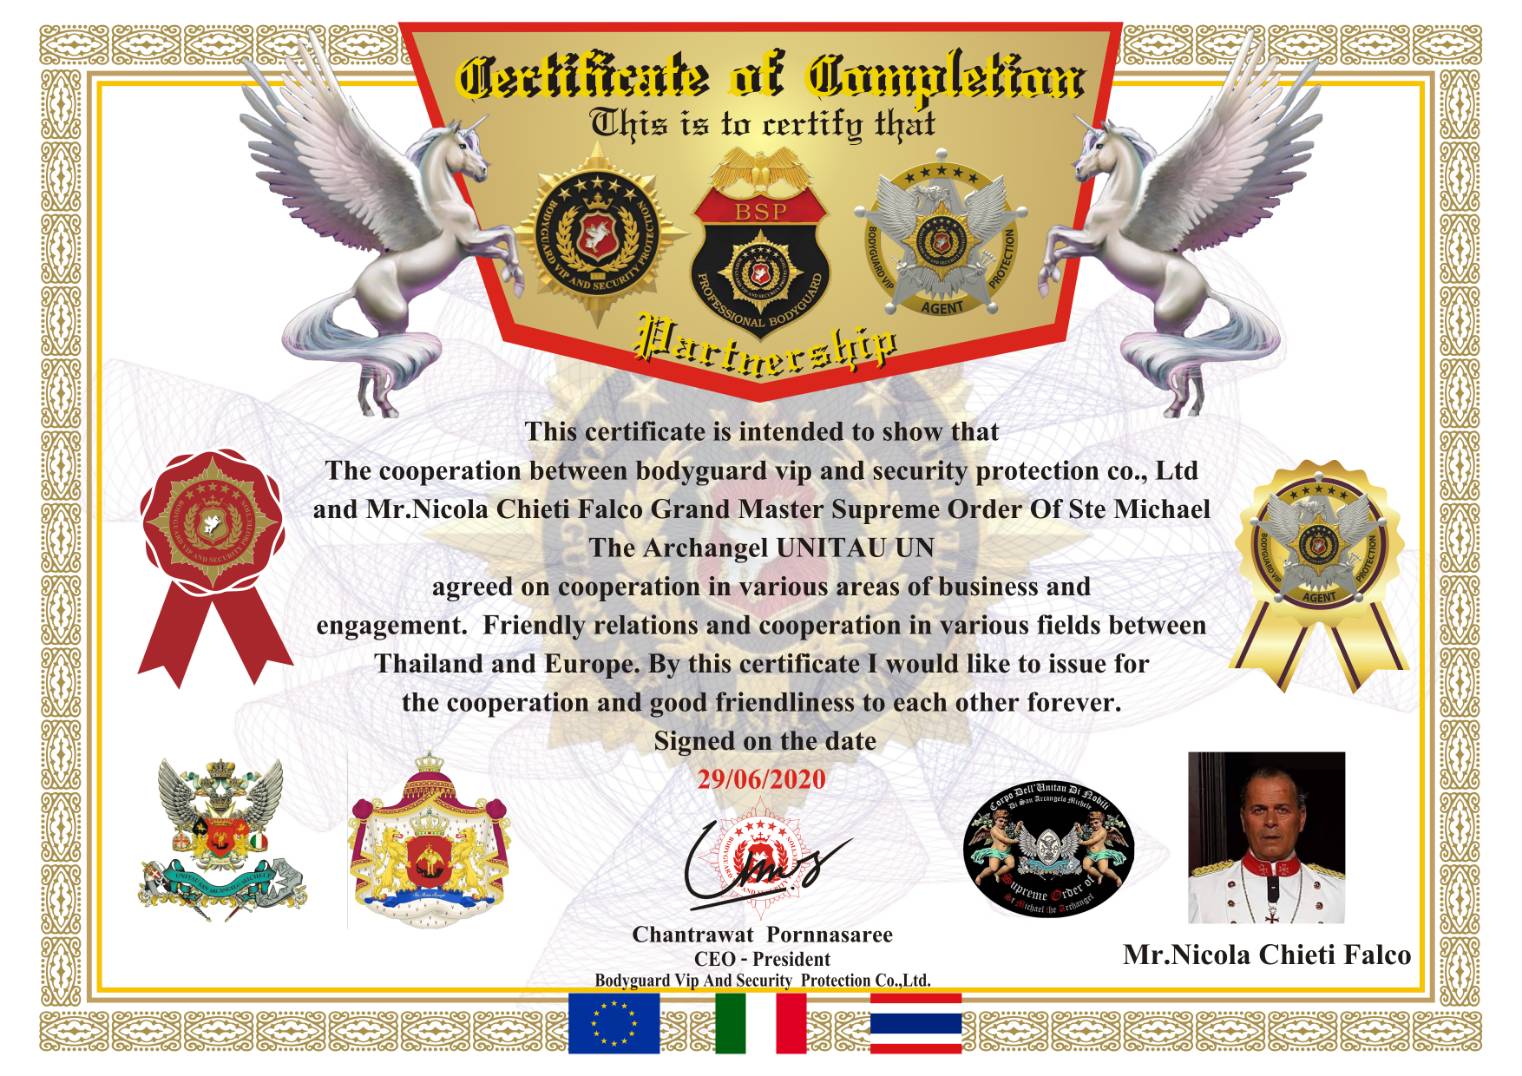 Certificate of Completion
This is to certify that
BODYGUARD VIP AND SECURITY PROTECTION
BSP
PROFESSIONAL BODYGUARD
BODYGUARD VIP
PROTECTION
AGENT
Partnership
This certificate is intended to show that
The cooperation between bodyguard vip and security protection co., Ltd
and Mr.Nicola Chieti Falco Grand Master Supreme Order Of Ste Michael
The Archangel UNITAU UN
agreed on cooperation in various areas of business and
engagement. Friendly relations and cooperation in various fields between
Thailand and Europe. By this certificate I would like to issue for
the cooperation and good friendliness to each other forever.
Signed on the date
29/06/2020
BODYGUARD VIP AND SECURITY PROTECTION
BODYGUARD VIP
PROTECTION
AGENT
Corpo Dell'Unitan Di Nobili
Di San Arcangelo Michele
Supreme Order of
St Michael the Archangel
Chantrawat Pornnasaree
CEO - President
Bodyguard Vip And Security Protection Co.,Ltd.
Mr.Nicola Chieti Falco